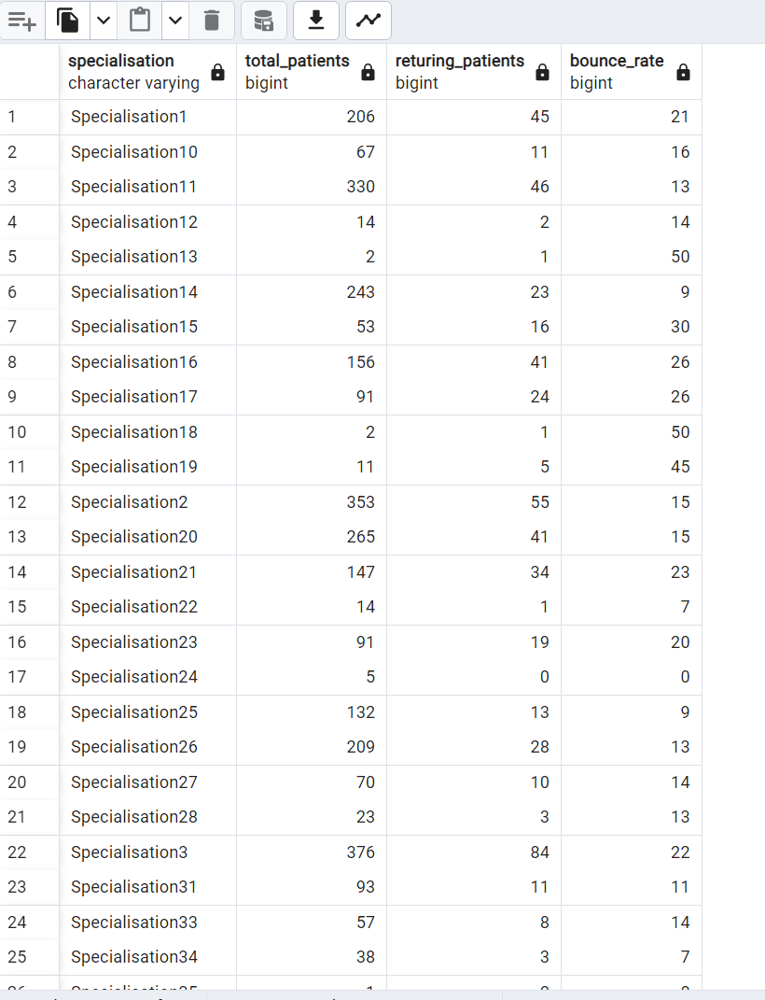 specialisation total_patients returing_patients bounce_rate
character varying bigint bigint bigint
1 Specialisation1 206 45 21
2 Specialisation10 67 11 16
3 Specialisation11 330 46 13
4 Specialisation12 14 2 14
5 Specialisation13 2 1 50
6 Specialisation14 243 23 9
7 Specialisation15 53 16 30
8 Specialisation16 156 41 26
9 Specialisation17 91 24 26
10 Specialisation18 2 1 50
11 Specialisation19 11 5 45
12 Specialisation2 353 55 15
13 Specialisation20 265 41 15
14 Specialisation21 147 34 23
15 Specialisation22 14 1 7
16 Specialisation23 91 19 20
17 Specialisation24 5 0 0
18 Specialisation25 132 13 9
19 Specialisation26 209 28 13
20 Specialisation27 70 10 14
21 Specialisation28 23 3 13
22 Specialisation3 376 84 22
23 Specialisation31 93 11 11
24 Specialisation33 57 8 14
25 Specialisation34 38 3 7